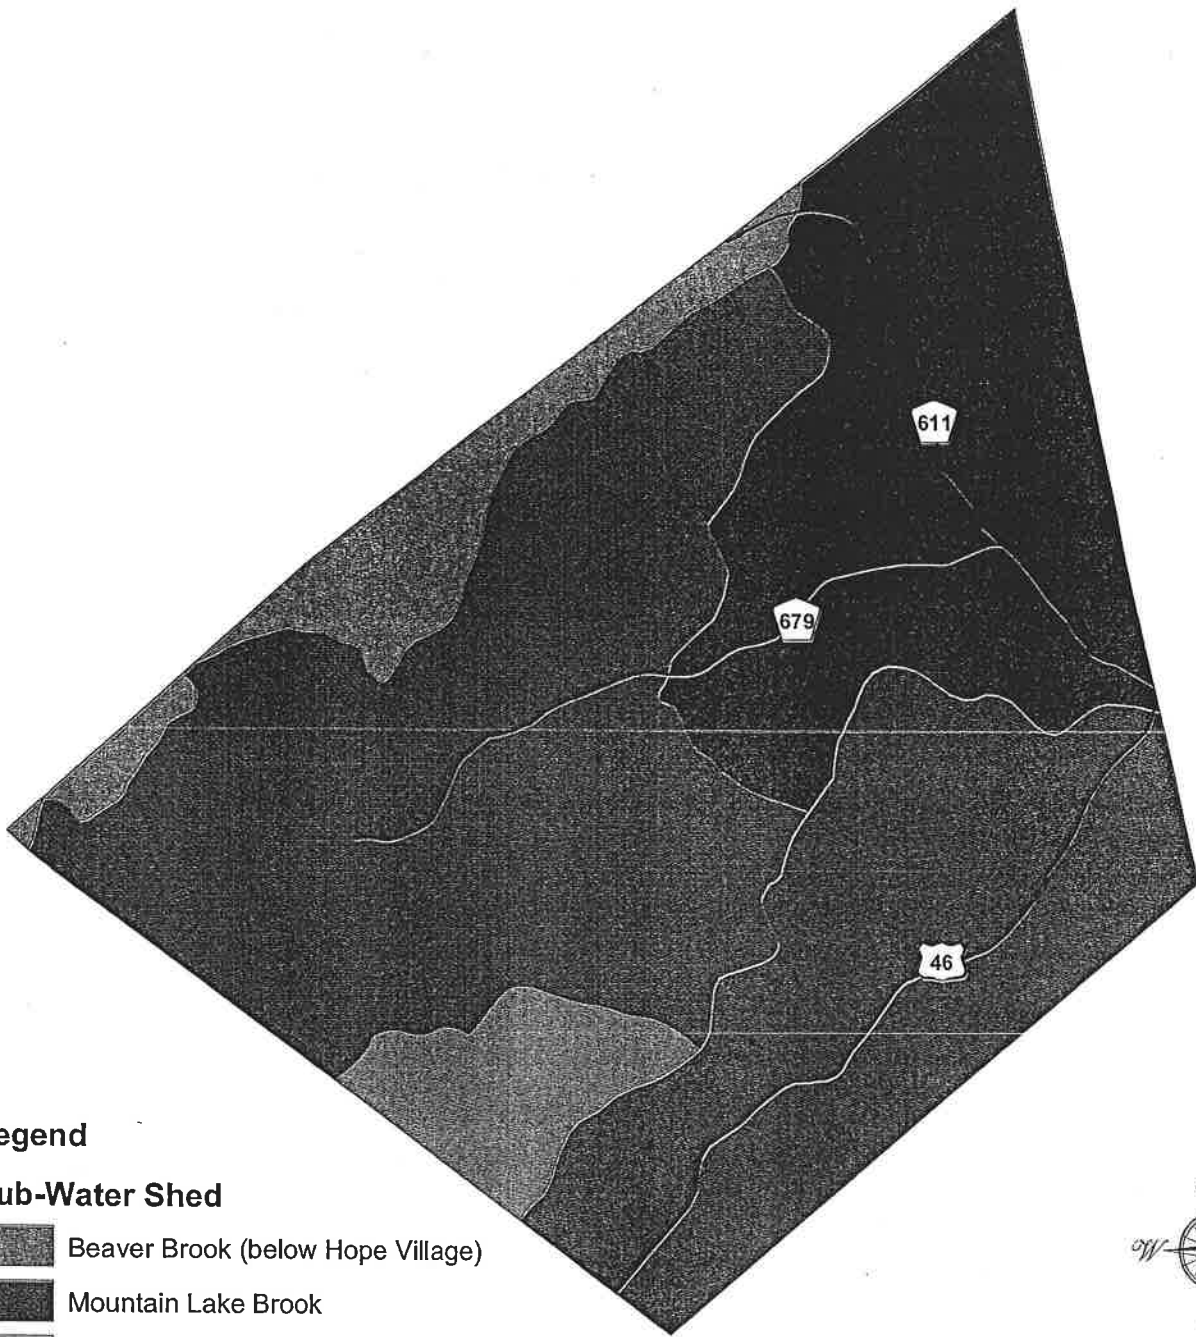 611
679
46
egend
ub-Water Shed
Beaver Brook (below Hope Village)
Mountain Lake Brook
W